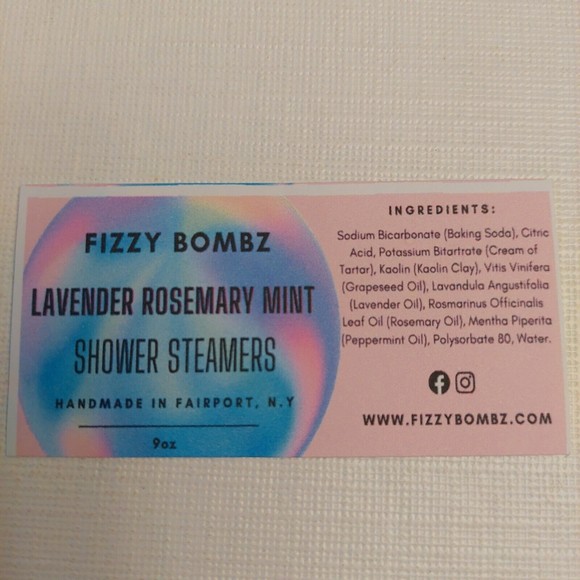 FIZZY BOMBZ
LAVENDER ROSEMARY MINT
SHOWER STEAMERS
HANDMADE IN FAIRPORT, N.Y
9oz
INGREDIENTS:
Sodium Bicarbonate (Baking Soda), Citric
Acid, Potassium Bitartrate (Cream of
Tartar), Kaolin (Kaolin Clay), Vitis Vinifera
(Grapeseed Oil), Lavandula Angustifolia
(Lavender Oil), Rosmarinus Officinalis
Leaf Oil (Rosemary Oil), Mentha Piperita
(Peppermint Oil), Polysorbate 80, Water.
WWW.FIZZYBOMBZ.COM